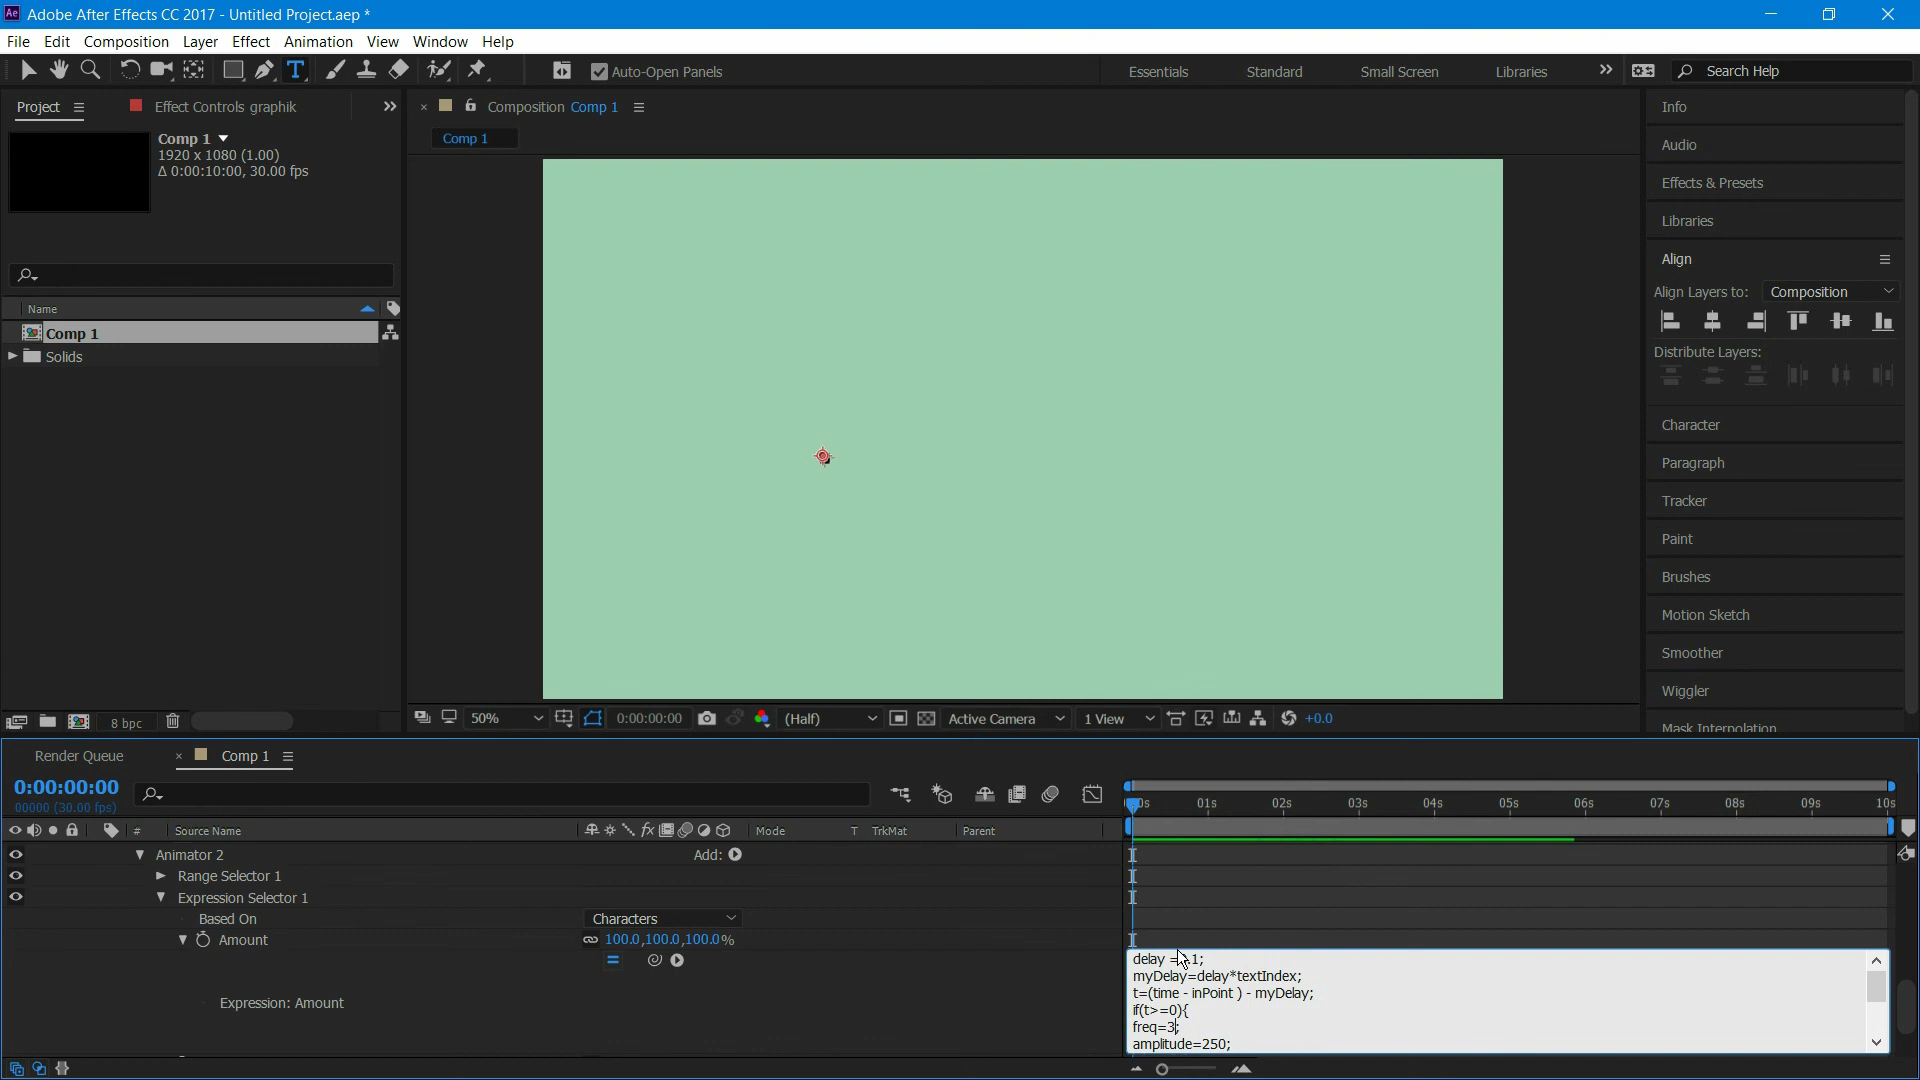 Ae Adobe After Effects CC 2017 - Untitled Project.aep *
File Edit Composition Layer Effect Animation View Window Help
Auto-Open Panels Essentials Standard Small Screen Libraries Search Help
Project Effect Controls graphik
Composition Comp 1
Comp 1
Comp 1
1920 x 1080 (1.00)
Δ 0:00:10:00, 30.00 fps
Name
Comp 1
Solids
8 bpc
50% 0:00:00:00 (Half) Active Camera 1 View +0.0
Info
Audio
Effects & Presets
Libraries
Align
Align Layers to: Composition
Distribute Layers:
Character
Paragraph
Tracker
Paint
Brushes
Motion Sketch
Smoother
Wiggler
Mask Interpolation
Render Queue Comp 1
0:00:00:00
00000 (30.00 fps)
01s 02s 03s 04s 05s 06s 07s 08s 09s 10s
# Source Name fx Mode T TrkMat Parent
Animator 2 Add:
Range Selector 1
Expression Selector 1
Based On Characters
Amount 100.0,100.0,100.0%
Expression: Amount
delay = .1;
myDelay=delay*textIndex;
t=(time - inPoint ) - myDelay;
if(t>=0){
freq=3;
amplitude=250;